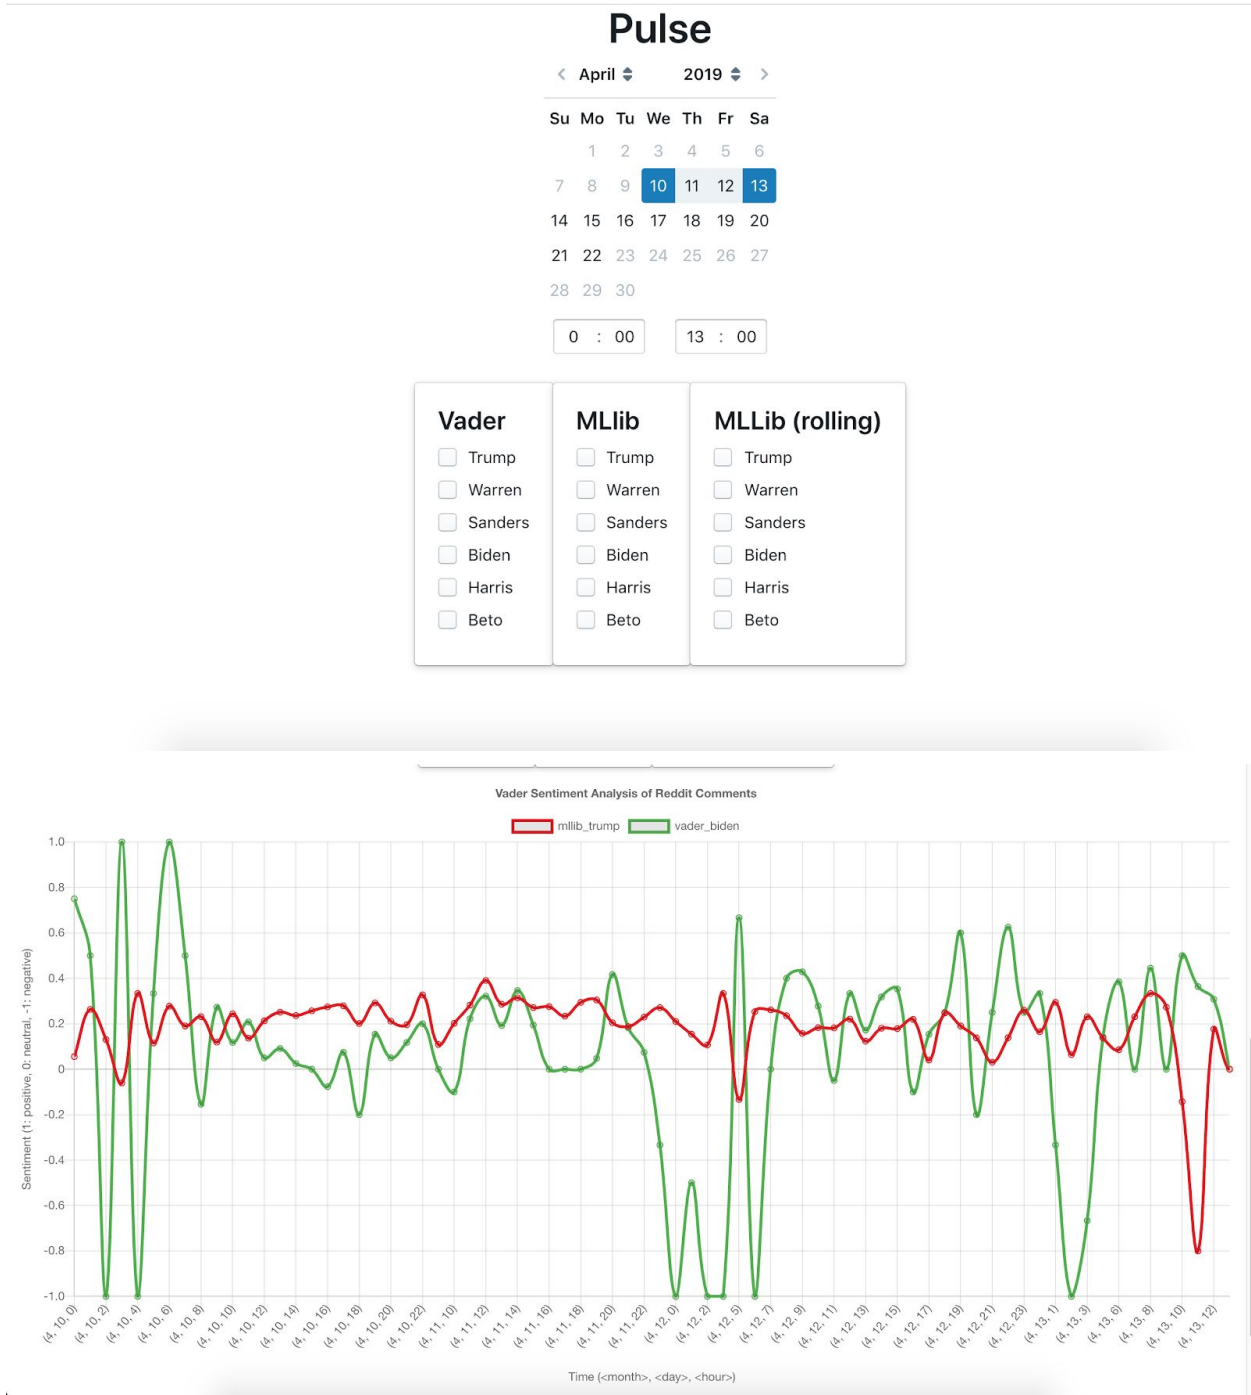 Pulse
April 2019
Su Mo Tu We Th Fr Sa
1 2 3 4 5 6
7 8 9 10 11 12 13
14 15 16 17 18 19 20
21 22 23 24 25 26 27
28 29 30
0 : 00 13 : 00
Vader MLlib MLLib (rolling)
Trump Trump Trump
Warren Warren Warren
Sanders Sanders Sanders
Biden Biden Biden
Harris Harris Harris
Beto Beto Beto
Vader Sentiment Analysis of Reddit Comments
mllib_trump vader_biden
Sentiment (1: positive, 0: neutral, -1: negative)
1.0
0.8
0.6
0.4
0.2
0
-0.2
-0.4
-0.6
-0.8
-1.0
(4, 10, 0) (4, 10, 2) (4, 10, 4) (4, 10, 6) (4, 10, 8) (4, 10, 10) (4, 10, 12) (4, 10, 14) (4, 10, 16) (4, 10, 18) (4, 10, 20) (4, 10, 22) (4, 11, 10) (4, 11, 12) (4, 11, 14) (4, 11, 16) (4, 11, 18) (4, 11, 20) (4, 11, 22) (4, 12, 0) (4, 12, 2) (4, 12, 5) (4, 12, 7) (4, 12, 9) (4, 12, 11) (4, 12, 13) (4, 12, 15) (4, 12, 17) (4, 12, 19) (4, 12, 21) (4, 12, 23) (4, 13, 1) (4, 13, 3) (4, 13, 6) (4, 13, 8) (4, 13, 10) (4, 13, 12)
Time (<month>, <day>, <hour>)